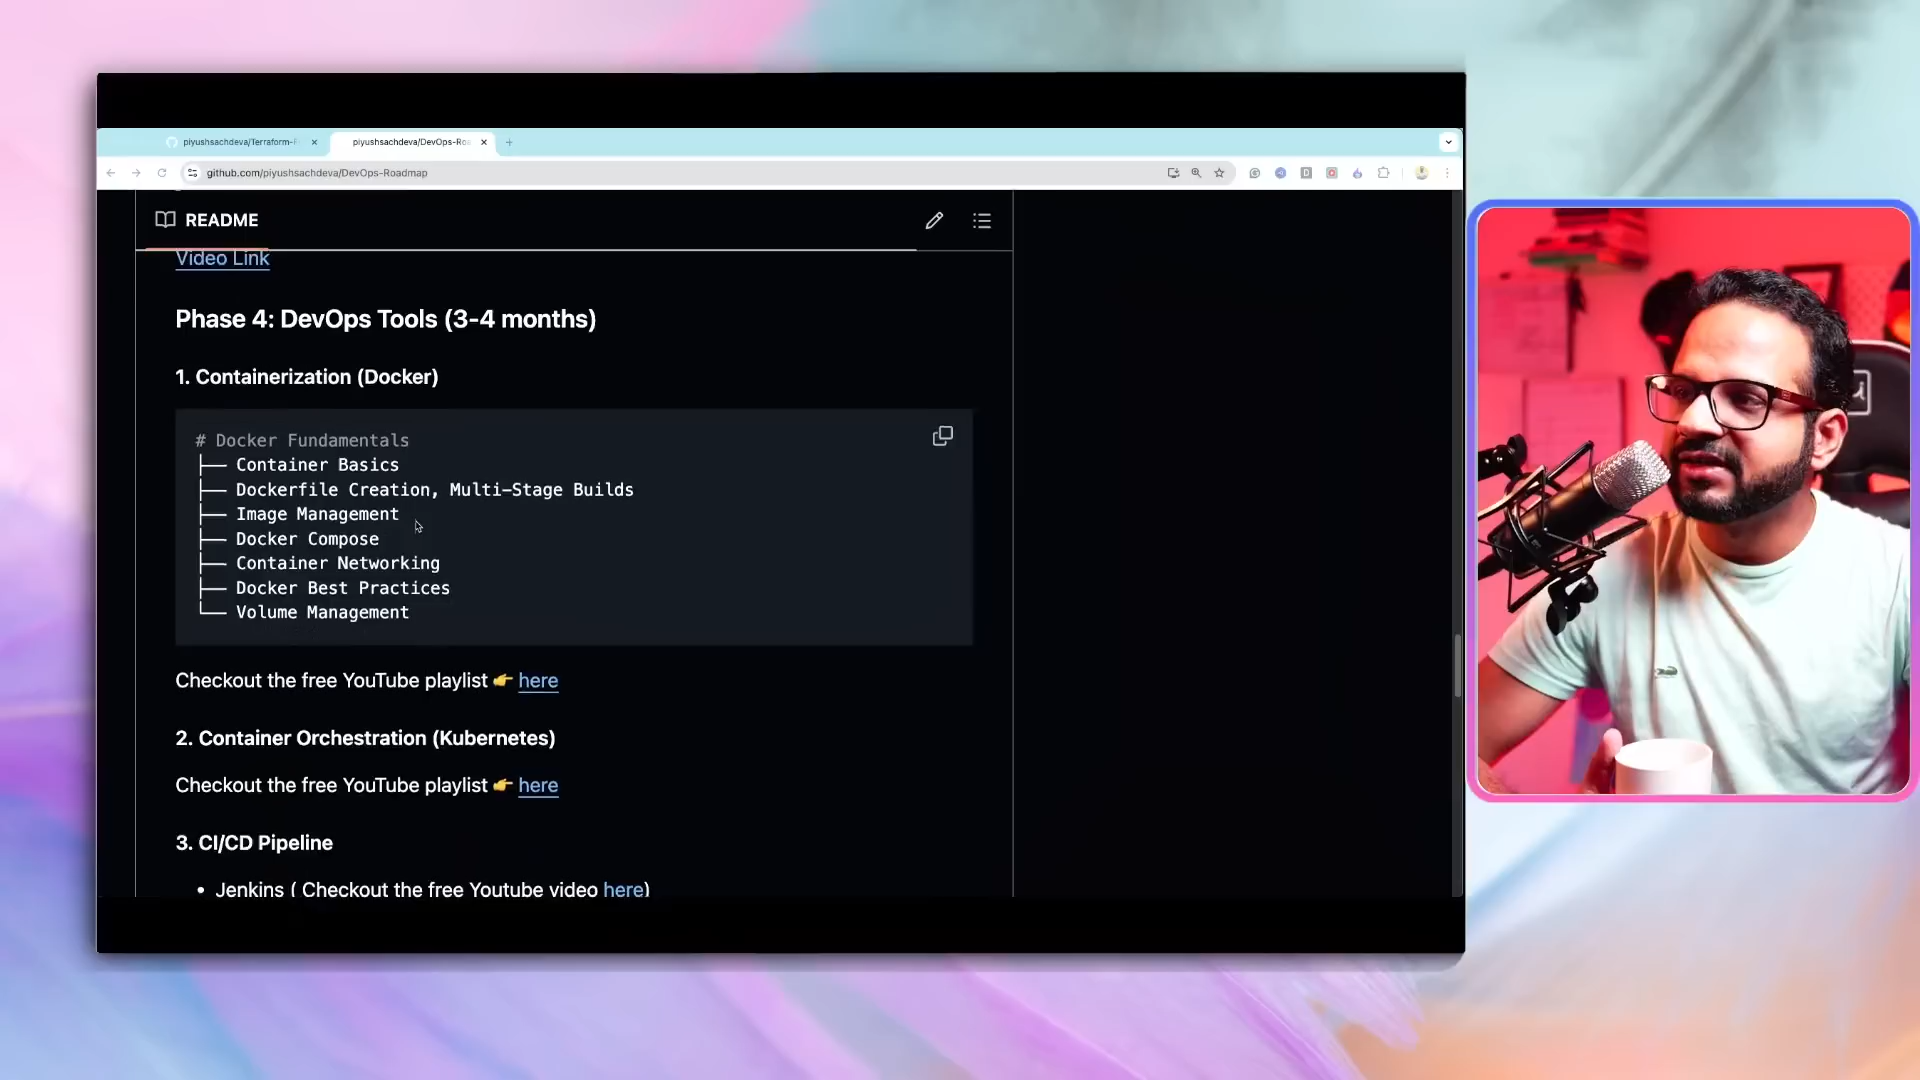 piyushsachdeva/Terraform-
piyushsachdeva/DevOps-Roa
github.com/piyushsachdeva/DevOps-Roadmap
README
Video Link
Phase 4: DevOps Tools (3-4 months)
1. Containerization (Docker)
# Docker Fundamentals
├── Container Basics
├── Dockerfile Creation, Multi-Stage Builds
├── Image Management
├── Docker Compose
├── Container Networking
├── Docker Best Practices
└── Volume Management
Checkout the free YouTube playlist 👉 here
2. Container Orchestration (Kubernetes)
Checkout the free YouTube playlist 👉 here
3. CI/CD Pipeline
• Jenkins ( Checkout the free Youtube video here)